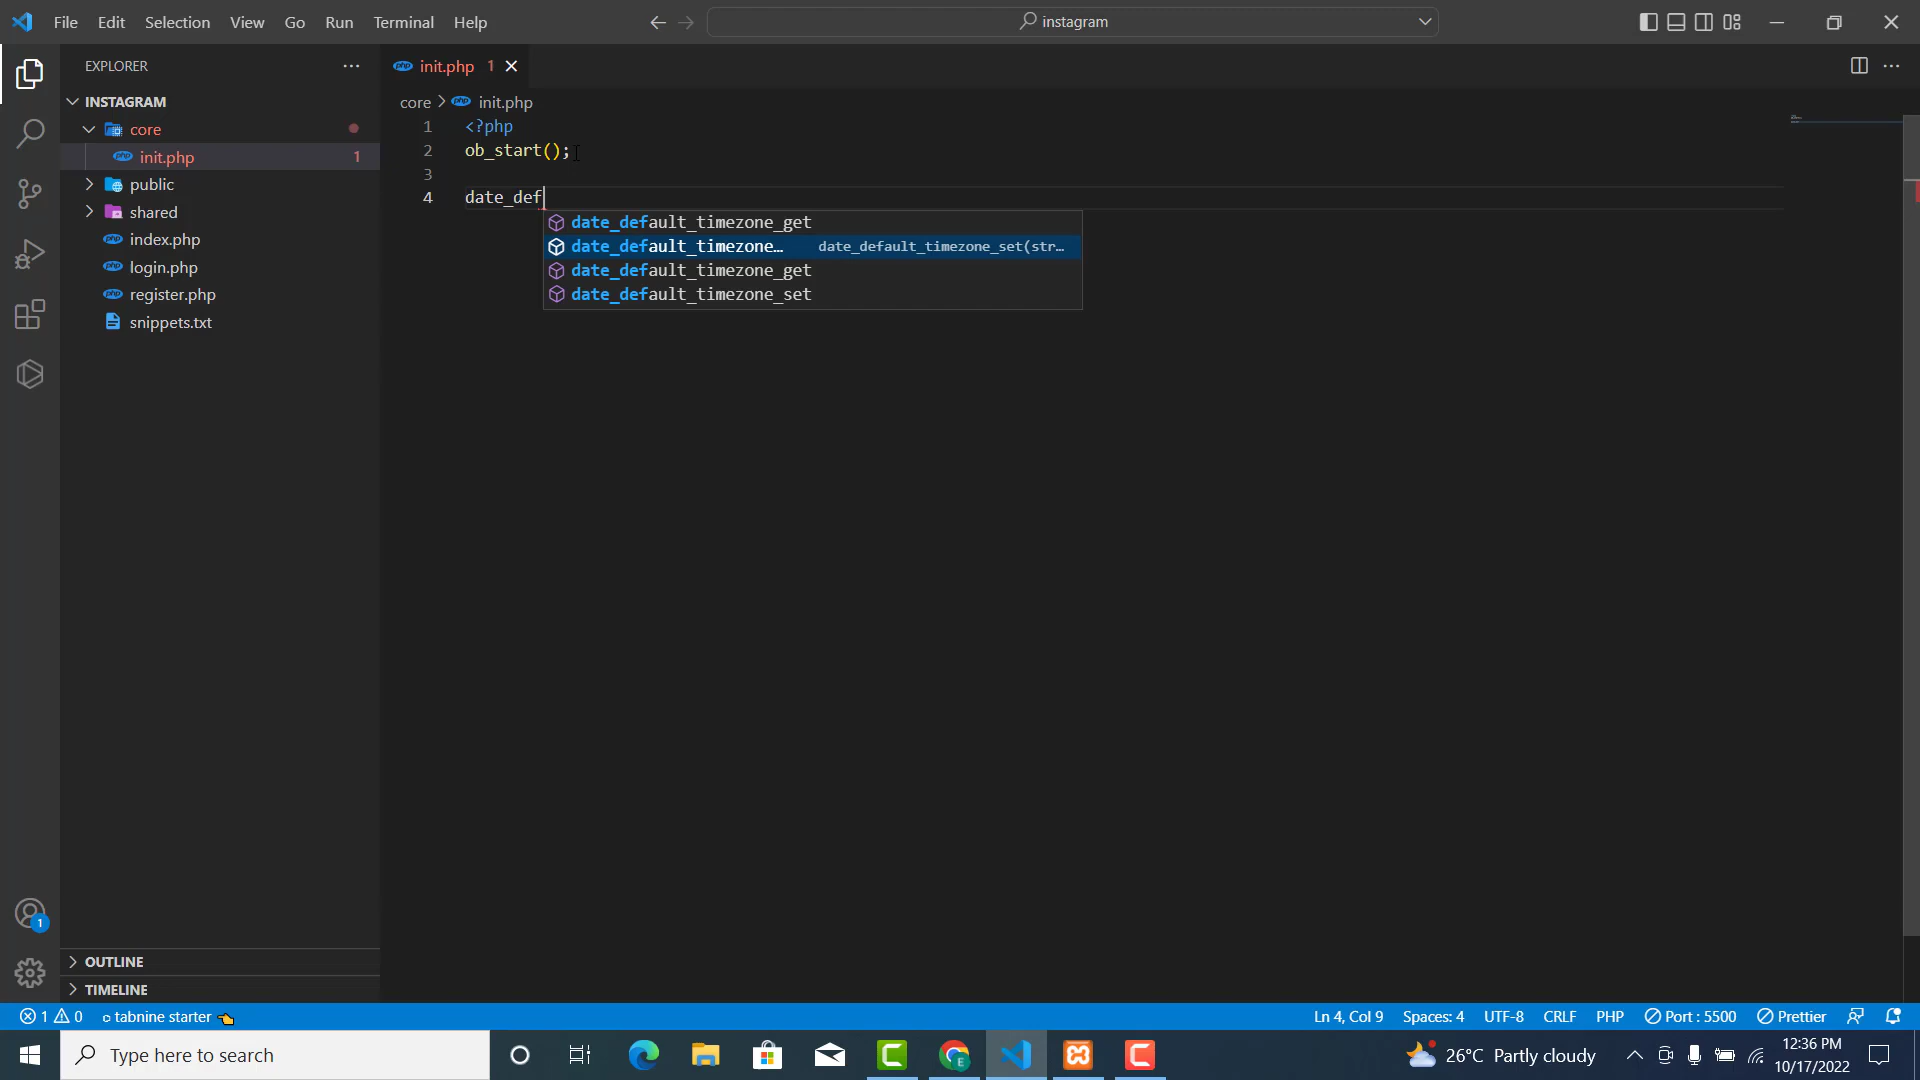 File Edit Selection View Go Run Terminal Help instagram
EXPLORER
init.php 1
INSTAGRAM
core > init.php
core
init.php 1
public
shared
index.php
login.php
register.php
snippets.txt
1 <?php
2 ob_start();
3
4 date_def
date_default_timezone_get
date_default_timezone… date_default_timezone_set(str…
date_default_timezone_get
date_default_timezone_set
1
OUTLINE
TIMELINE
1 0 tabnine starter
Ln 4, Col 9 Spaces: 4 UTF-8 CRLF PHP Port : 5500 Prettier
Type here to search
26°C Partly cloudy
12:36 PM
10/17/2022